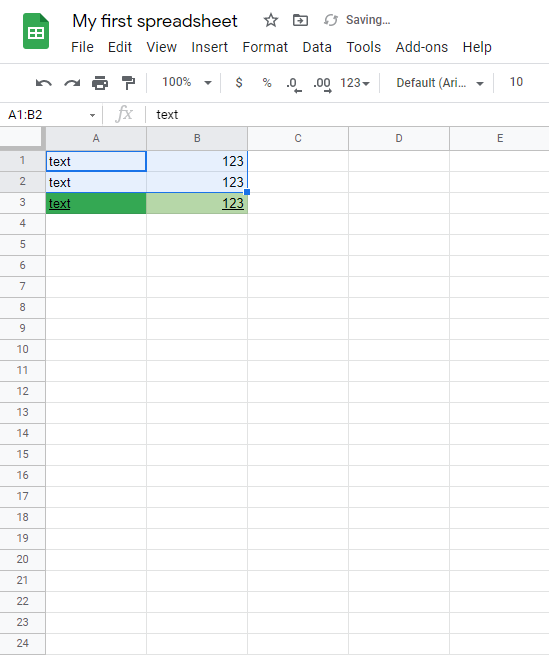 My first spreadsheet Saving...
File Edit View Insert Format Data Tools Add-ons Help
100% $ % .0 .00 123 Default (Ari... 10
A1:B2 fx text
A B C D E
1 text 123
2 text 123
3 text 123
4
5
6
7
8
9
10
11
12
13
14
15
16
17
18
19
20
21
22
23
24